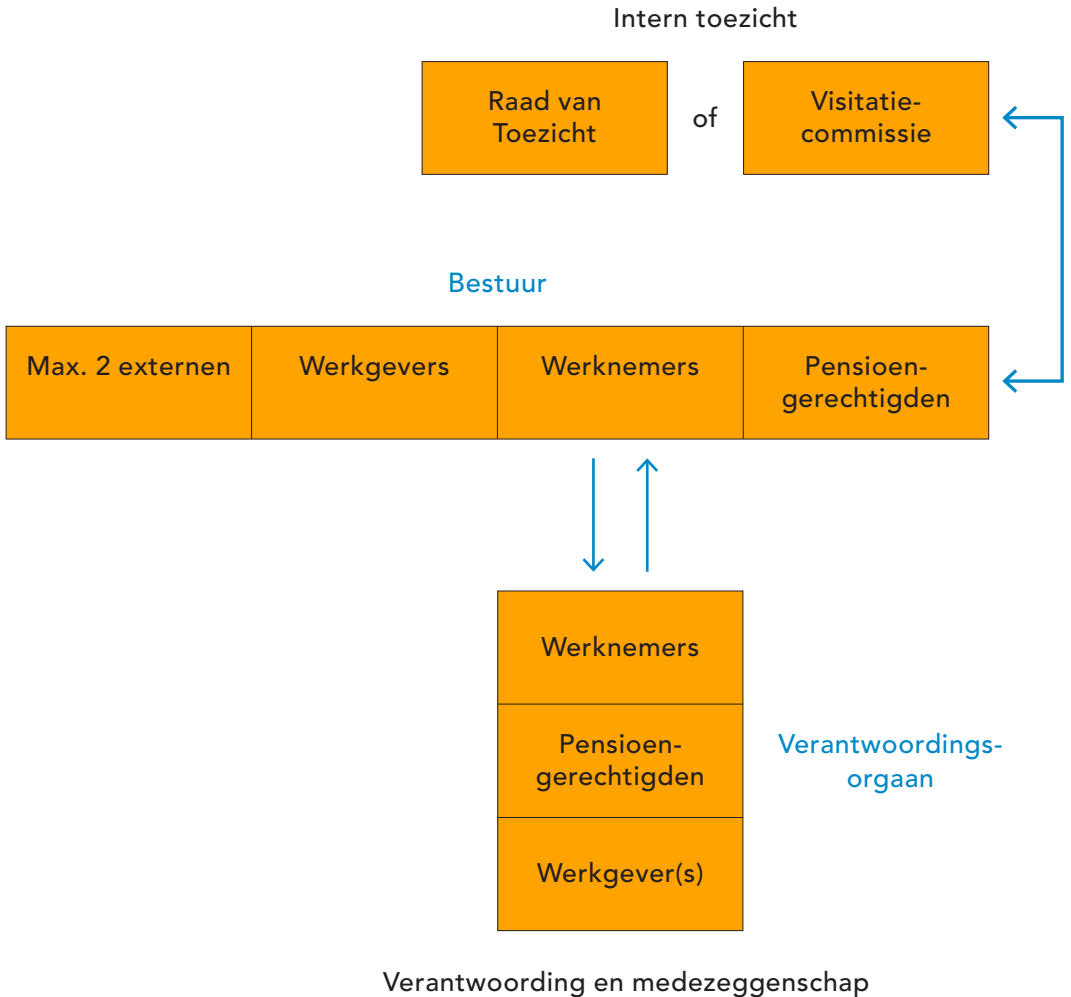 Intern toezicht
Raad van
Toezicht
of
Visitatie-
commissie
Bestuur
Max. 2 externen
Werkgevers
Werknemers
Pensioen-
gerechtigden
Werknemers
Pensioen-
gerechtigden
Verantwoordings-
orgaan
Werkgever(s)
Verantwoording en medezeggenschap